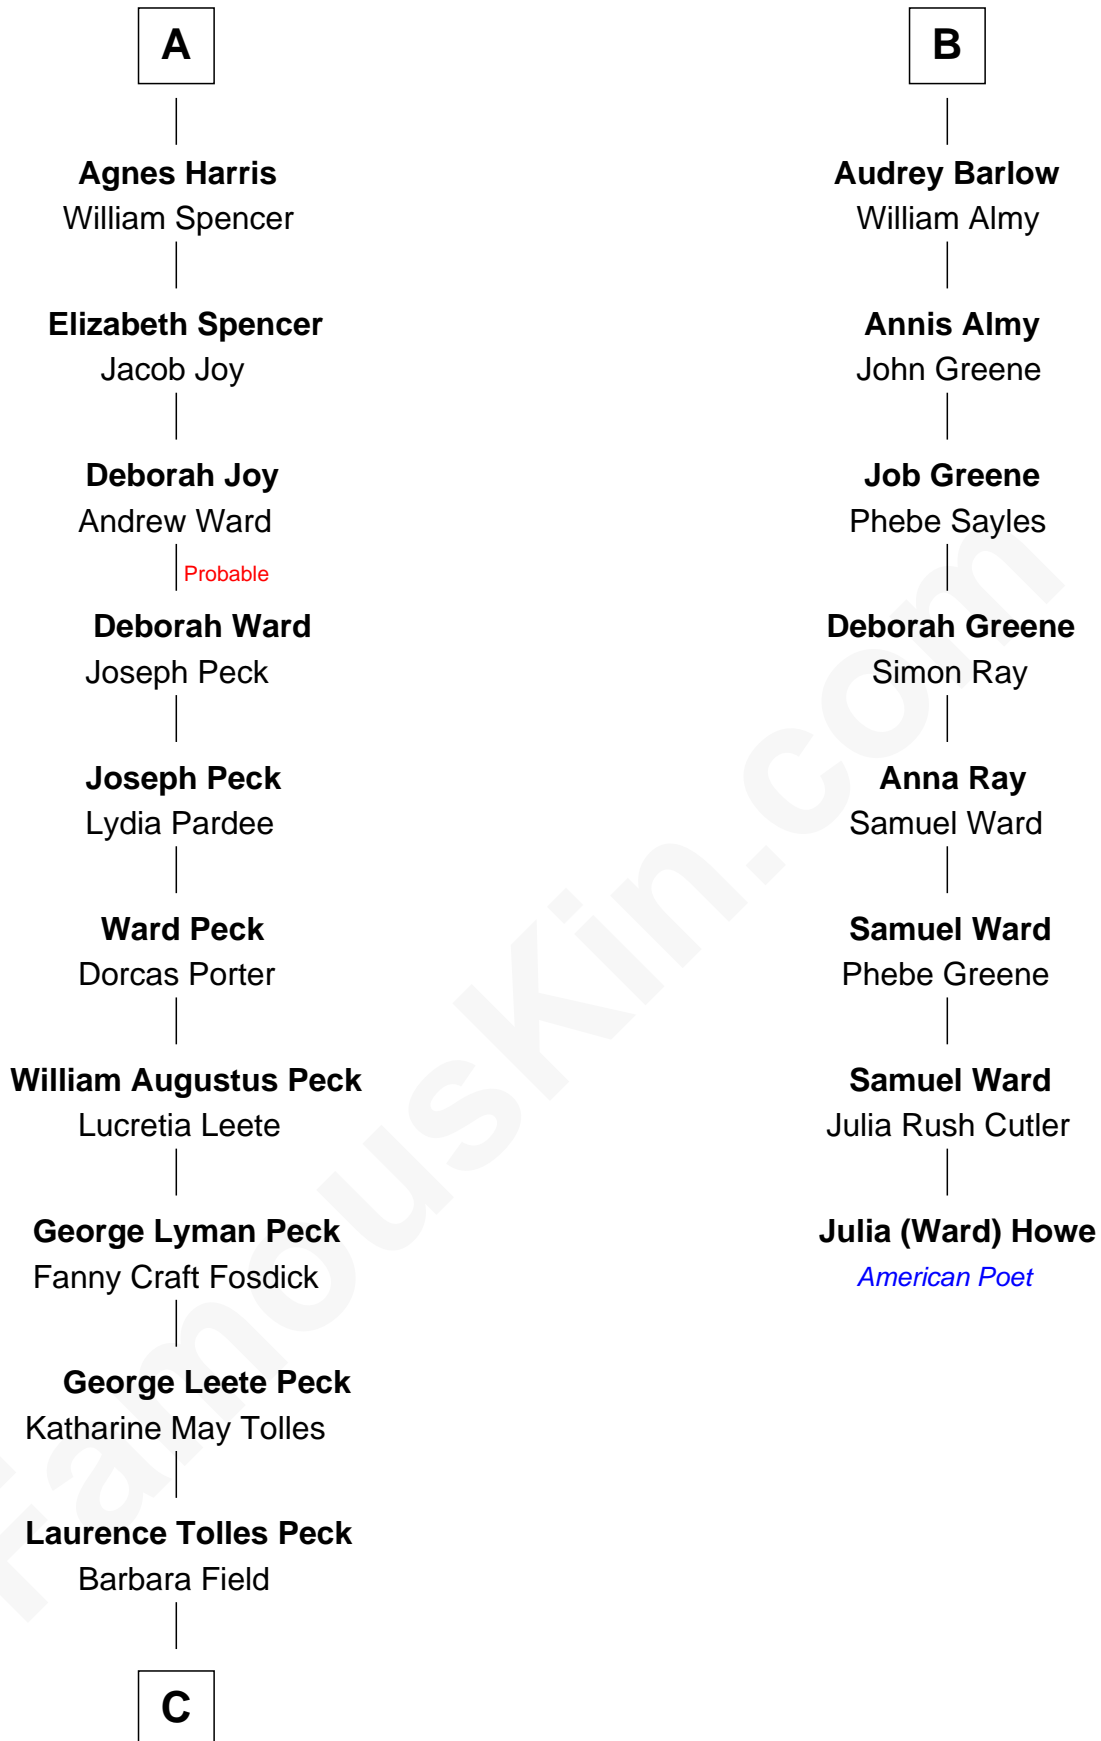 A
Agnes Harris
William Spencer
Elizabeth Spencer
Jacob Joy
Deborah Joy
Andrew Ward
Probable
Deborah Ward
Joseph Peck
Joseph Peck
Lydia Pardee
Ward Peck
Dorcas Porter
William Augustus Peck
Lucretia Leete
George Lyman Peck
Fanny Craft Fosdick
George Leete Peck
Katharine May Tolles
Laurence Tolles Peck
Barbara Field
C
B
Audrey Barlow
William Almy
Annis Almy
John Greene
Job Greene
Phebe Sayles
Deborah Greene
Simon Ray
Anna Ray
Samuel Ward
Samuel Ward
Phebe Greene
Samuel Ward
Julia Rush Cutler
Julia (Ward) Howe
American Poet
FamousKin.com